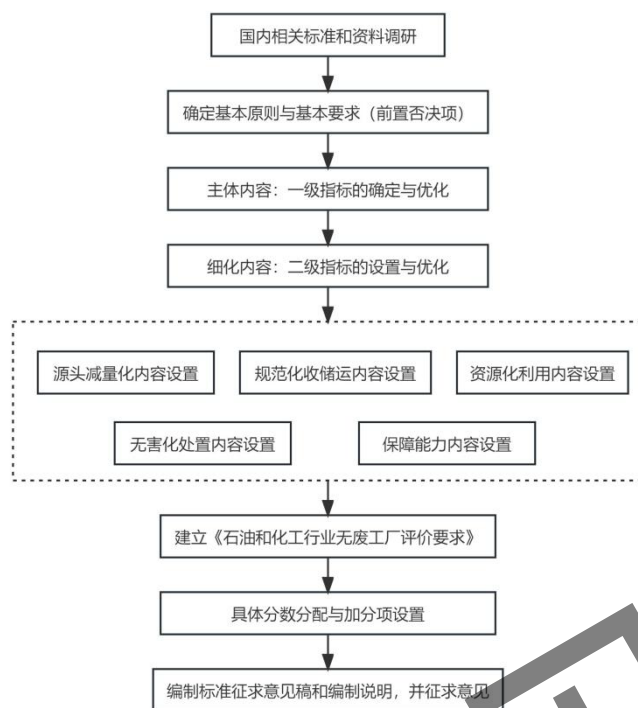 国内相关标准和资料调研
确定基本原则与基本要求（前置否决项）
主体内容：一级指标的确定与优化
细化内容：二级指标的设置与优化
源头减量化内容设置
规范化收储运内容设置
资源化利用内容设置
无害化处置内容设置
保障能力内容设置
建立《石油和化工行业无废工厂评价要求》
具体分数分配与加分项设置
编制标准征求意见稿和编制说明，并征求意见